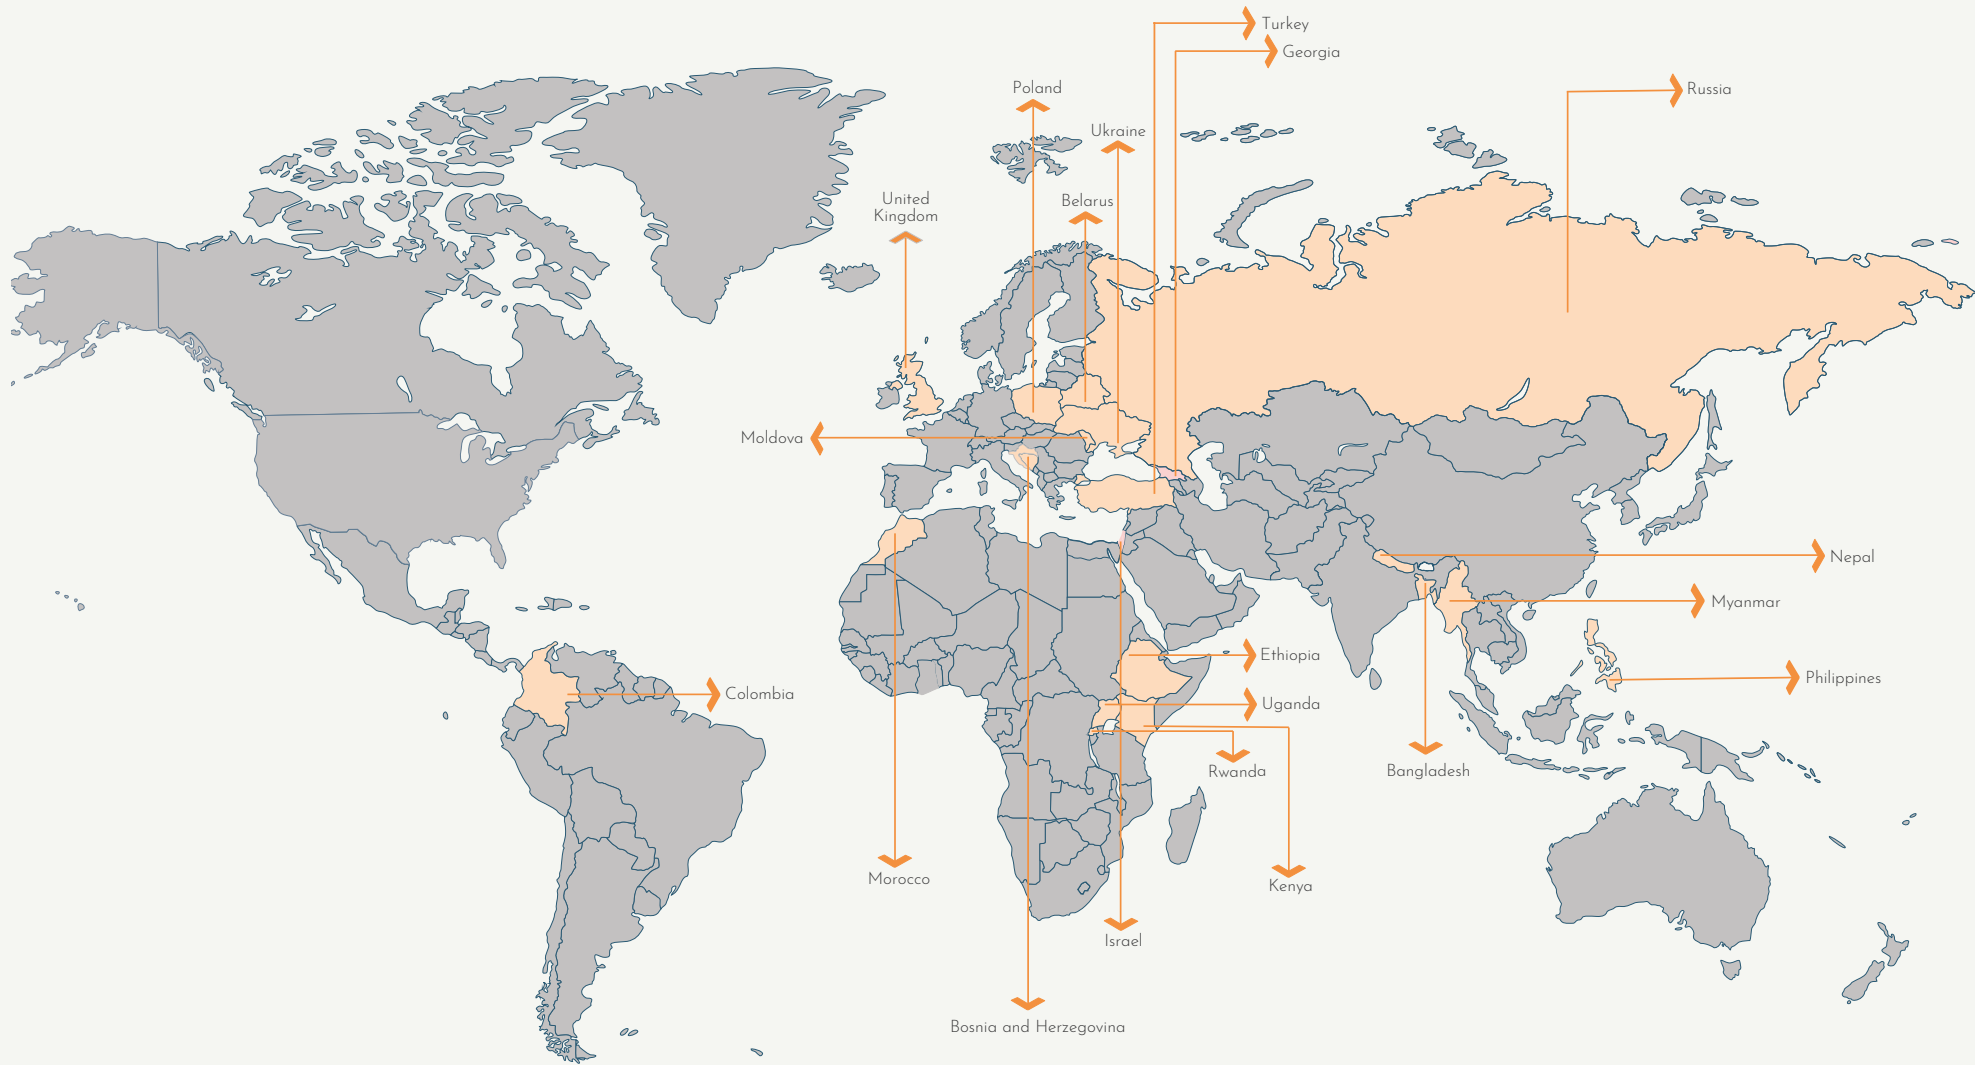 Turkey
Georgia
Poland
Russia
Ukraine
United
Kingdom
Belarus
Moldova
Nepal
Myanmar
Ethiopia
Philippines
Colombia
Uganda
Rwanda
Bangladesh
Morocco
Kenya
Israel
Bosnia and Herzegovina